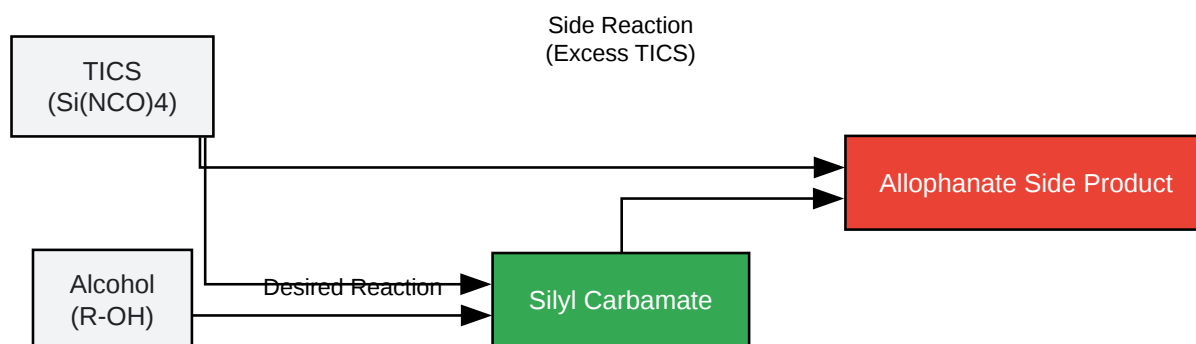 Side Reaction
(Excess TICS)
TICS
(Si(NCO)4)
Allophanate Side Product
Alcohol
(R-OH)
Desired Reaction
Silyl Carbamate